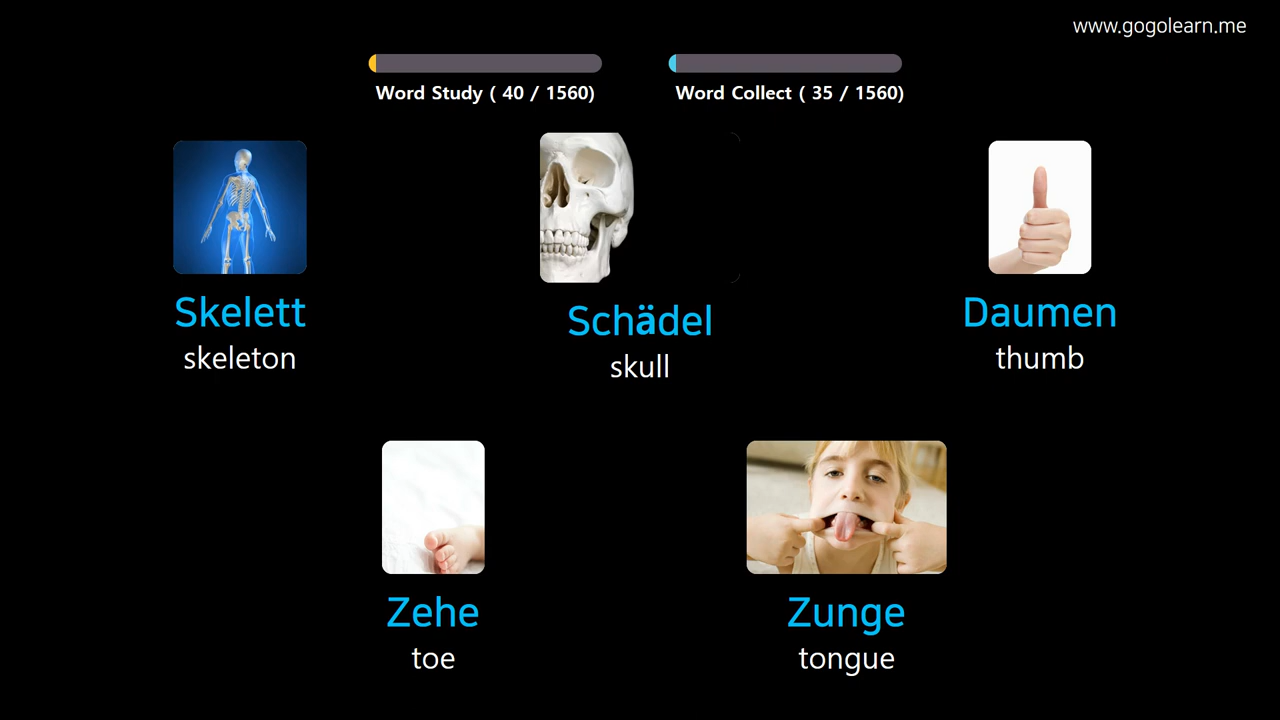 www.gogolearn.me
Word Study ( 40 / 1560)
Word Collect ( 35 / 1560)
Skelett
skeleton
Schädel
skull
Daumen
thumb
Zehe
toe
Zunge
tongue